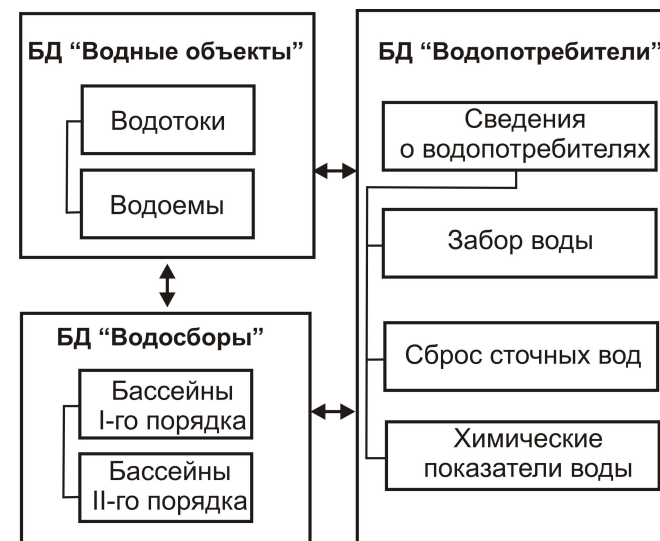 БД “Водные объекты”
Водотоки
Водоемы
БД “Водосборы”
Бассейны
I-го порядка
Бассейны
II-го порядка
БД “Водопотребители”
Сведения
о водопотребителях
Забор воды
Сброс сточных вод
Химические
показатели воды